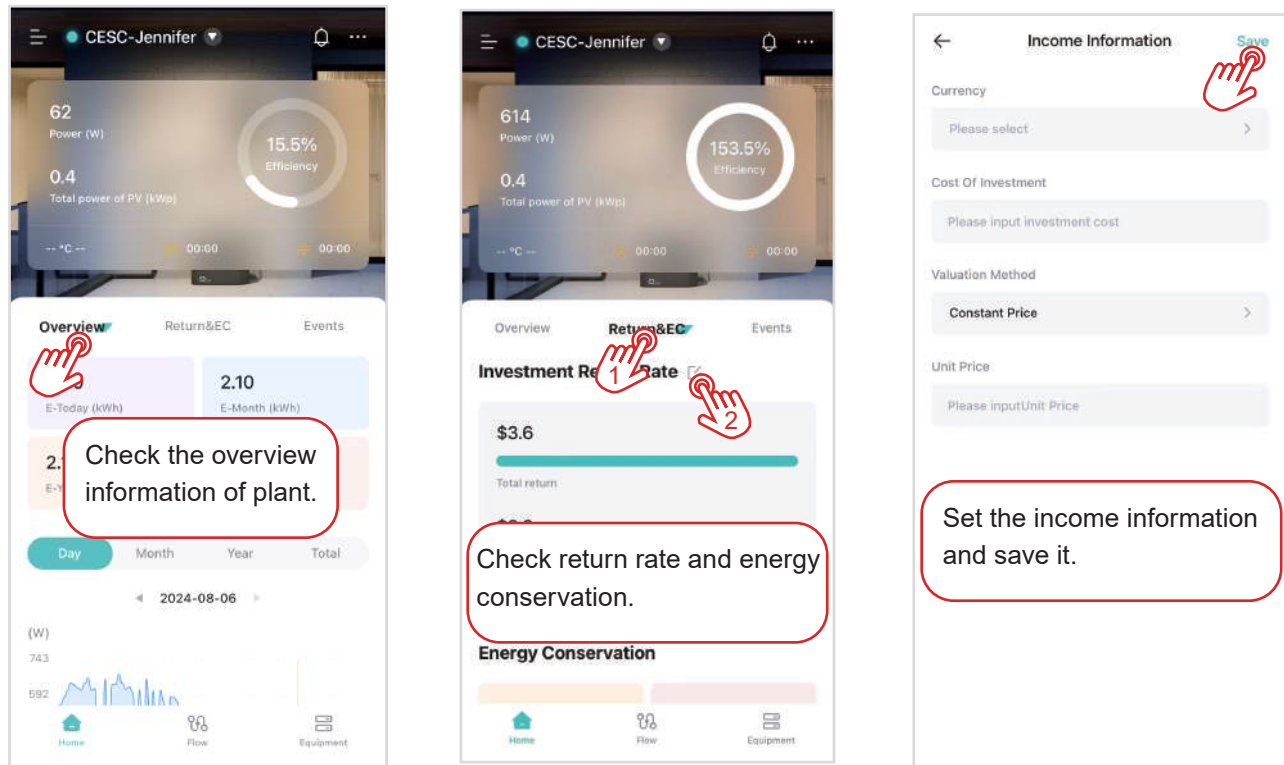 CESC-Jennifer
62
Power (W)
15.5%
Efficiency
0.4
Total power of PV (kWp)
-- °C --
00:00
00:00
Overview
Return&EC
Events
2.10
E-Today (kWh)
E-Month (kWh)
Check the overview
information of plant.
Day
Month
Year
Total
2024-08-06
(W)
743
592
Home
Flow
Equipment
CESC-Jennifer
614
Power (W)
153.5%
Efficiency
0.4
Total power of PV (kWp)
-- °C --
00:00
00:00
Overview
Return&EC
Events
Investment Rate
1
2
$3.6
Total return
Check return rate and energy
conservation.
Energy Conservation
Home
Flow
Equipment
Income Information
Save
Currency
Please select
Cost Of Investment
Please input investment cost
Valuation Method
Constant Price
Unit Price
Please inputUnit Price
Set the income information
and save it.